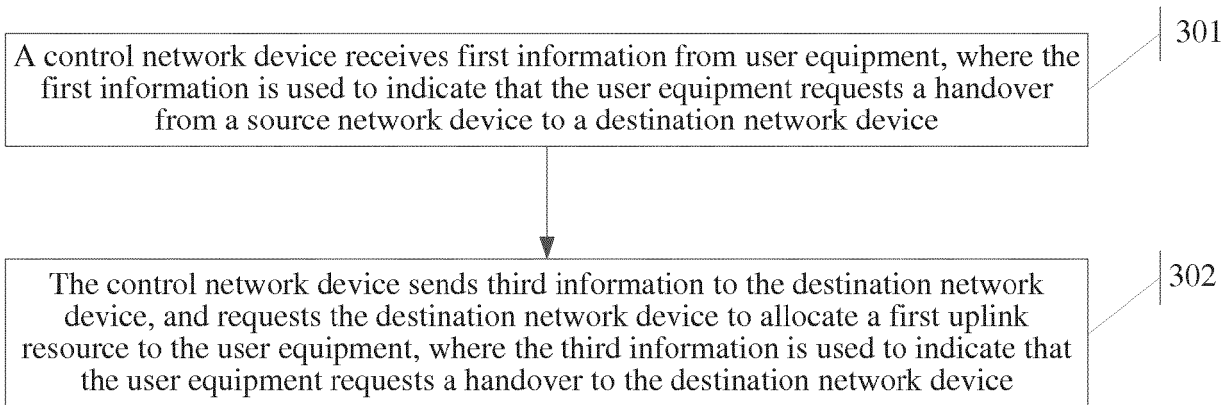 301
A control network device receives first information from user equipment, where the
first information is used to indicate that the user equipment requests a handover
from a source network device to a destination network device
302
The control network device sends third information to the destination network
device, and requests the destination network device to allocate a first uplink
resource to the user equipment, where the third information is used to indicate that
the user equipment requests a handover to the destination network device